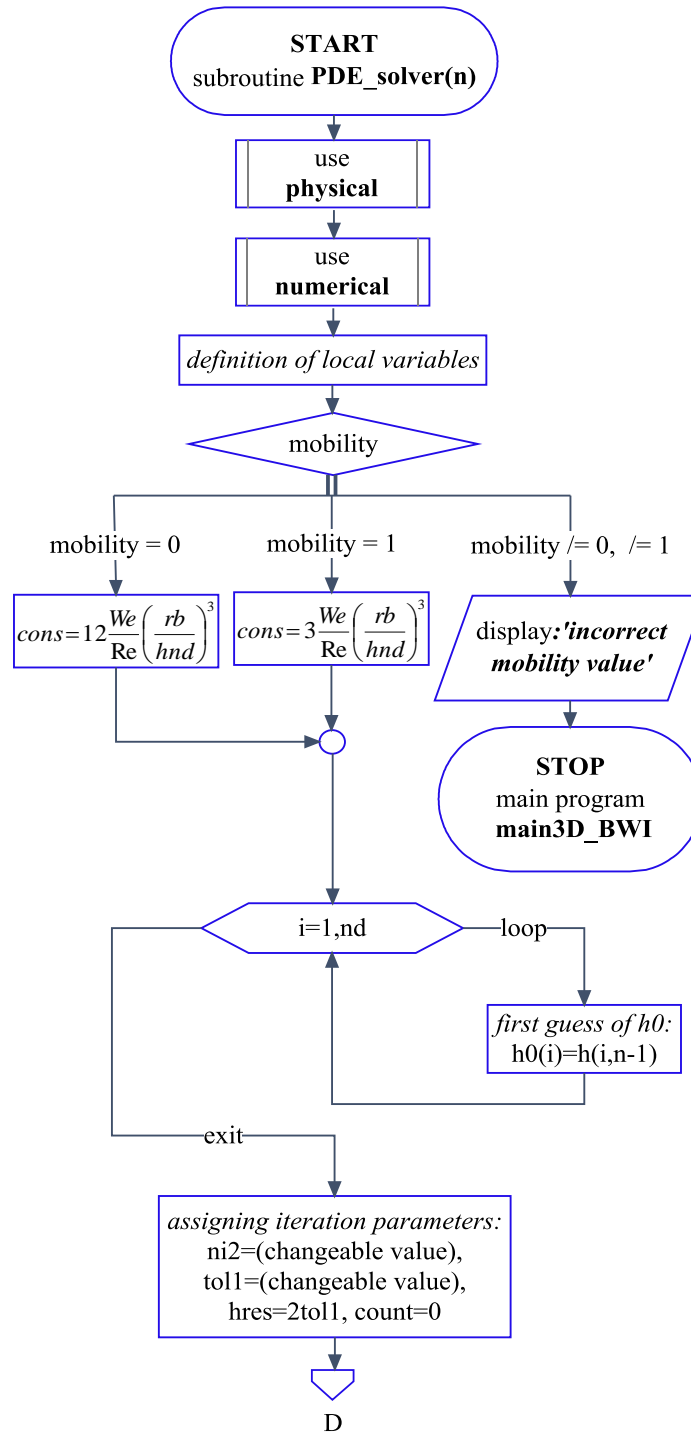 START
subroutine PDE_solver(n)
use
physical
use
numerical
definition of local variables
mobility
mobility = 0
mobility = 1
mobility /= 0, /= 1
cons=12 We/Re (rb/hnd)^3
cons=3 We/Re (rb/hnd)^3
display:'incorrect
mobility value'
STOP
main program
main3D_BWI
i=1,nd
loop
first guess of h0:
h0(i)=h(i,n-1)
exit
assigning iteration parameters:
ni2=(changeable value),
tol1=(changeable value),
hres=2tol1, count=0
D